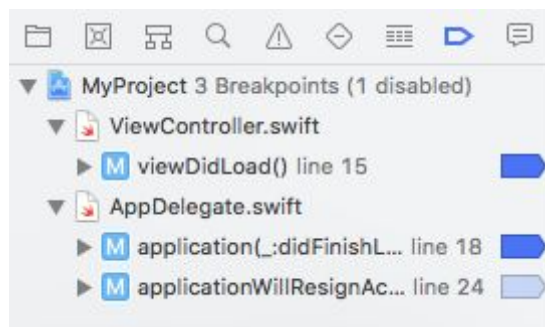 MyProject 3 Breakpoints (1 disabled)
ViewController.swift
M viewDidLoad() line 15
AppDelegate.swift
M application(_:didFinishL... line 18
M applicationWillResignAc... line 24